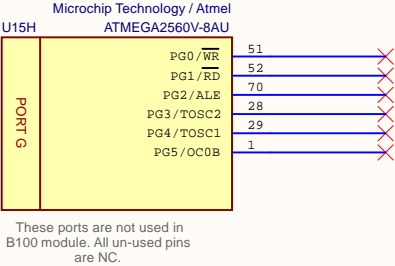 Microchip Technology / Atmel
U15H ATMEGA2560V-8AU
PORT G
PG0/WR 51
PG1/RD 52
PG2/ALE 70
PG3/TOSC2 28
PG4/TOSC1 29
PG5/OC0B 1
These ports are not used in
B100 module. All un-used pins
are NC.